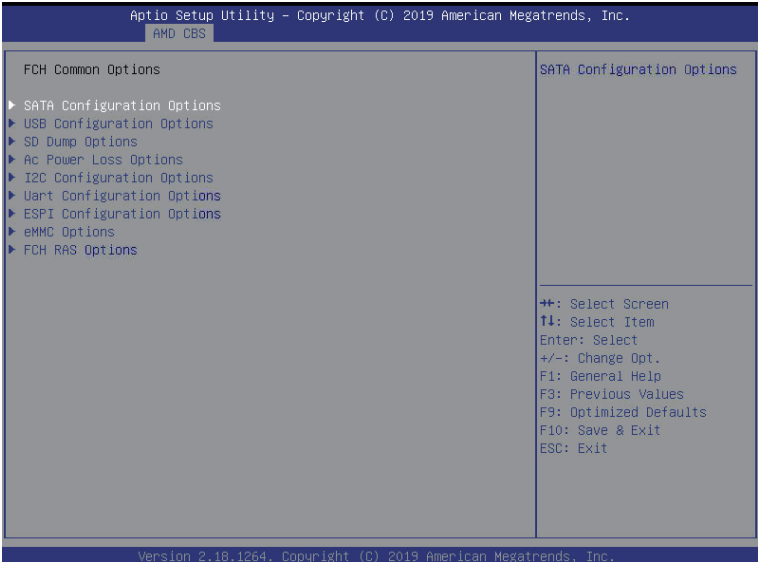 Aptio Setup Utility – Copyright (C) 2019 American Megatrends, Inc.
AMD CBS
FCH Common Options
SATA Configuration Options
USB Configuration Options
SD Dump Options
Ac Power Loss Options
I2C Configuration Options
Uart Configuration Options
ESPI Configuration Options
eMMC Options
FCH RAS Options
SATA Configuration Options
→←: Select Screen
↑↓: Select Item
Enter: Select
+/-: Change Opt.
F1: General Help
F3: Previous Values
F9: Optimized Defaults
F10: Save & Exit
ESC: Exit
Version 2.18.1264. Copyright (C) 2019 American Megatrends, Inc.